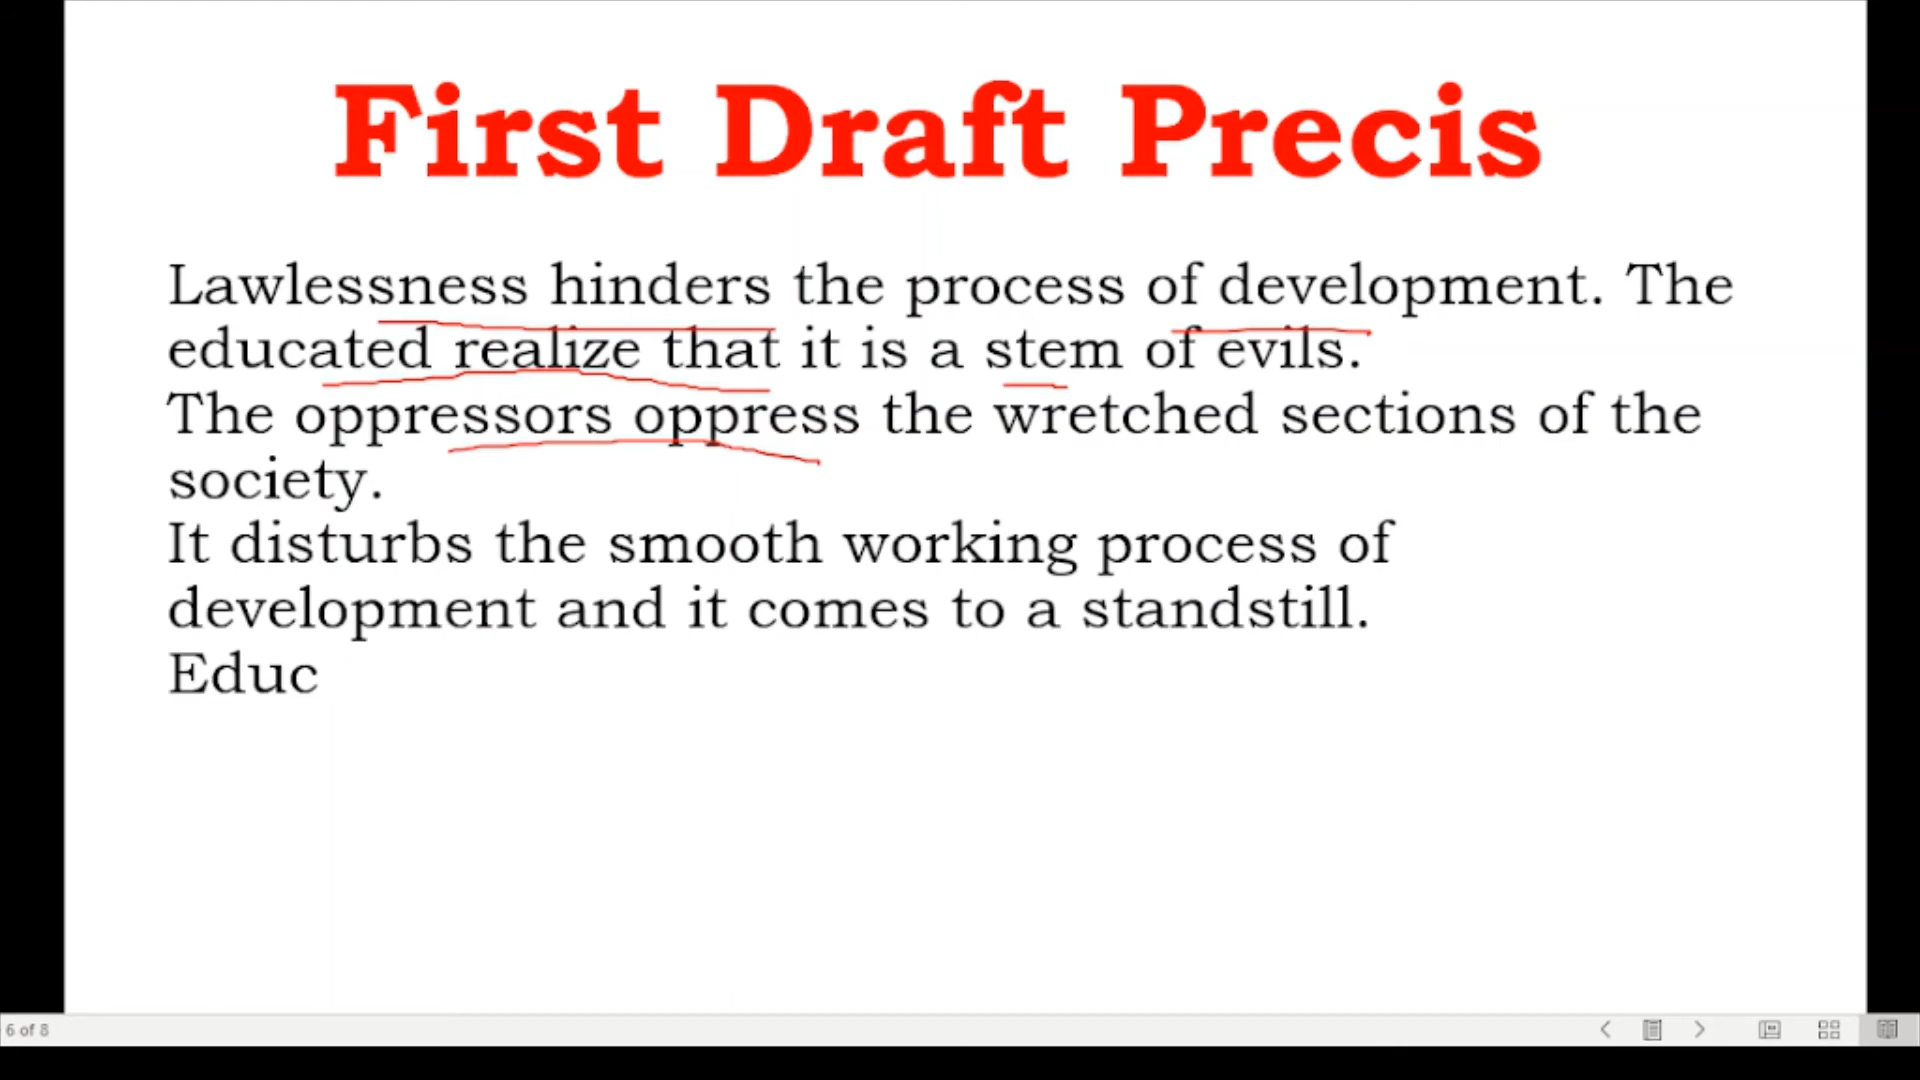 First Draft Precis
Lawlessness hinders the process of development. The
educated realize that it is a stem of evils.
The oppressors oppress the wretched sections of the
society.
It disturbs the smooth working process of
development and it comes to a standstill.
Educ
6 of 8